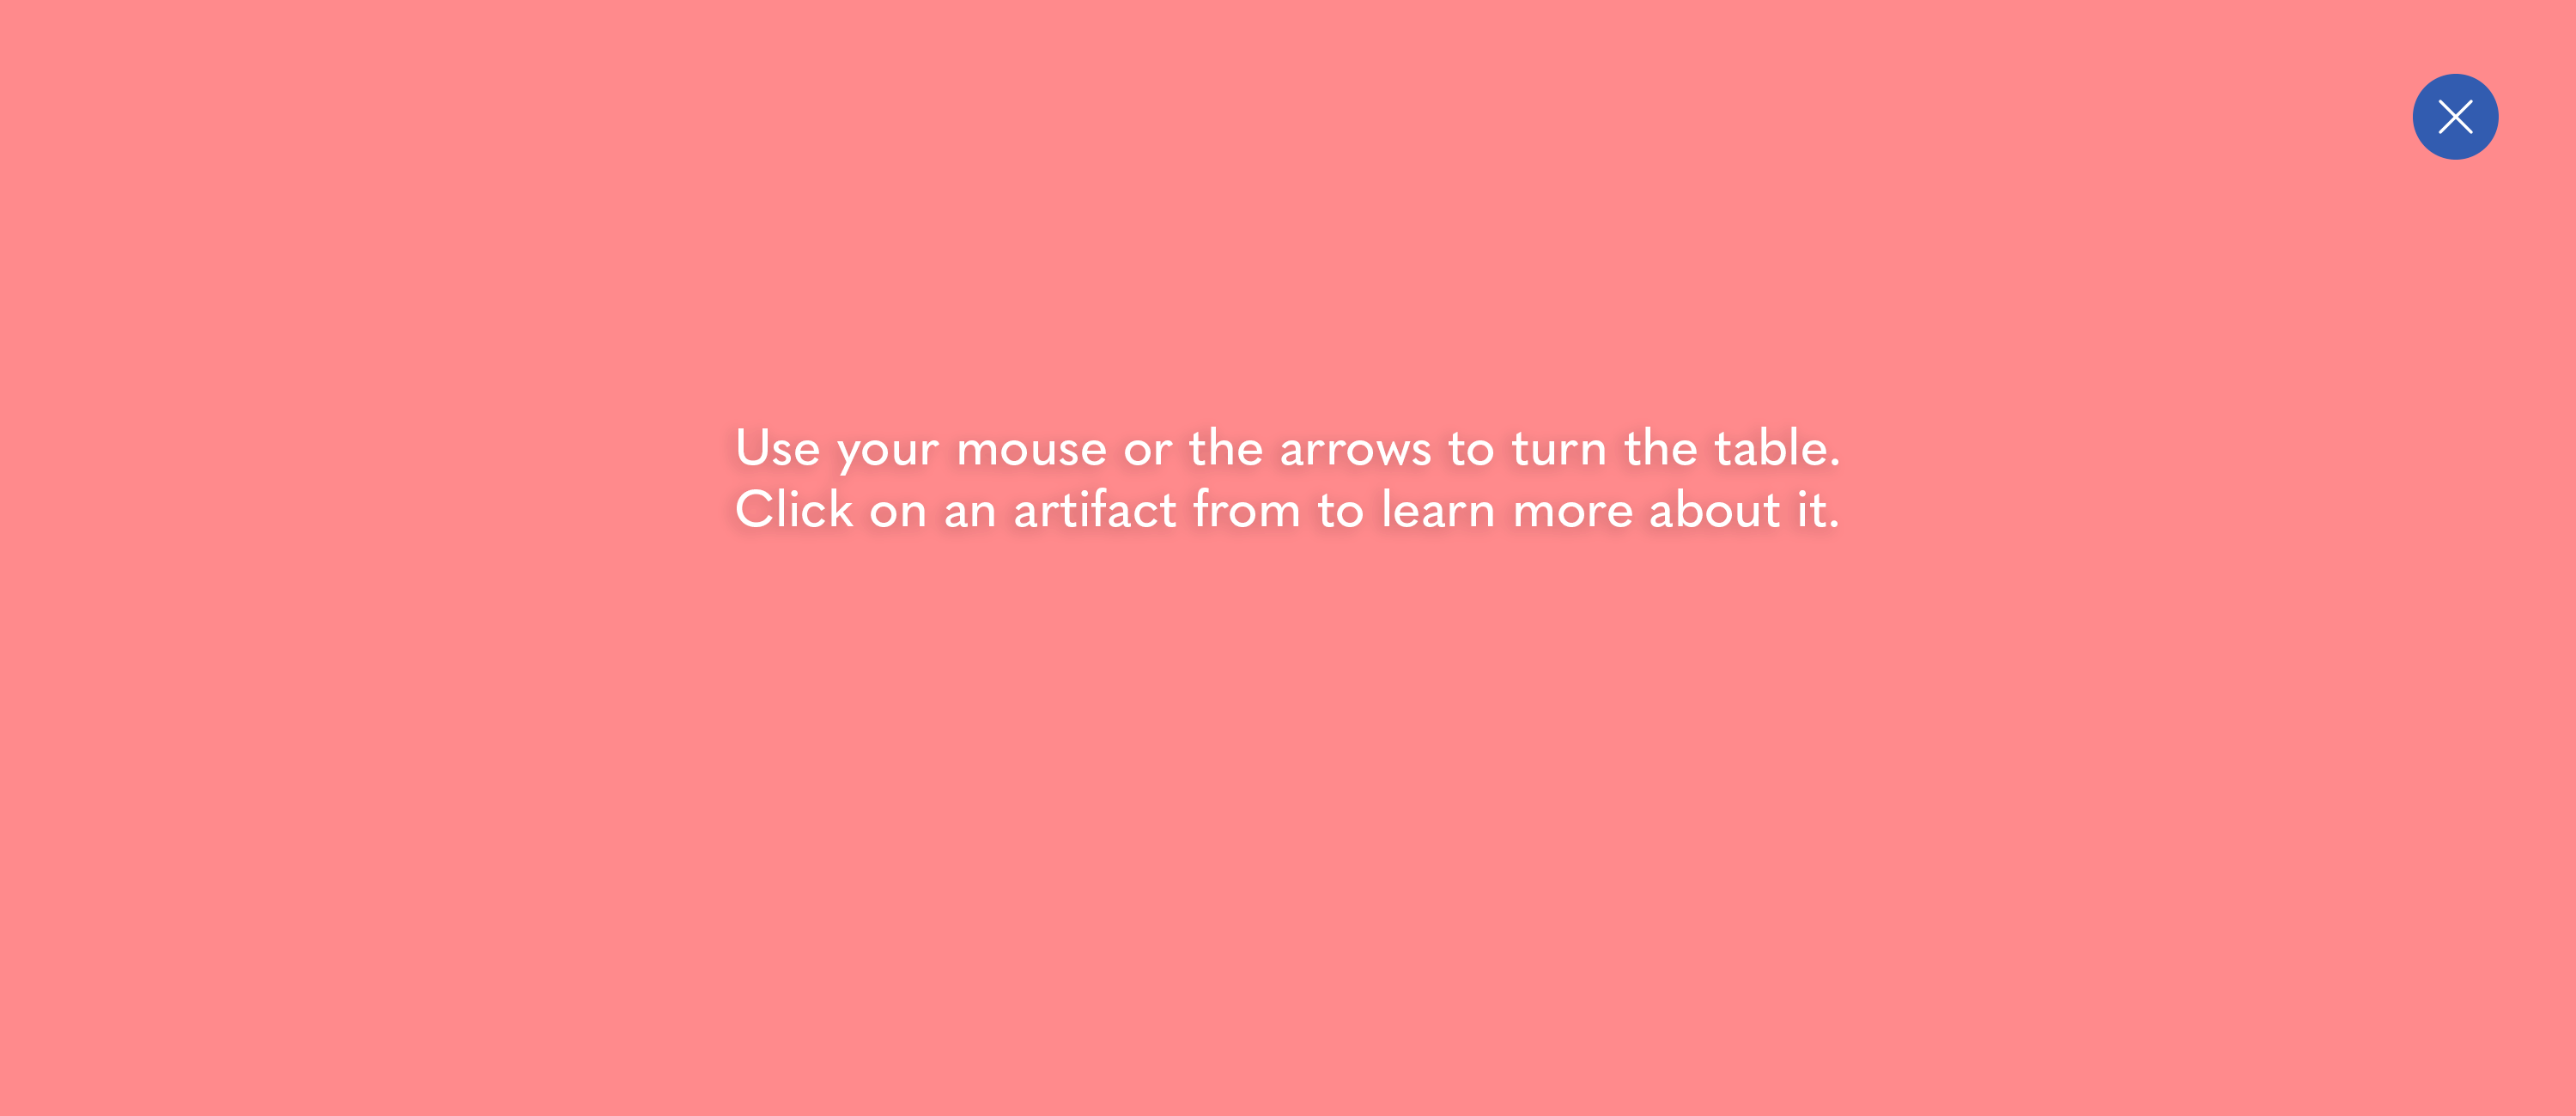 Use your mouse or the arrows to turn the table.
Click on an artifact from to learn more about it.